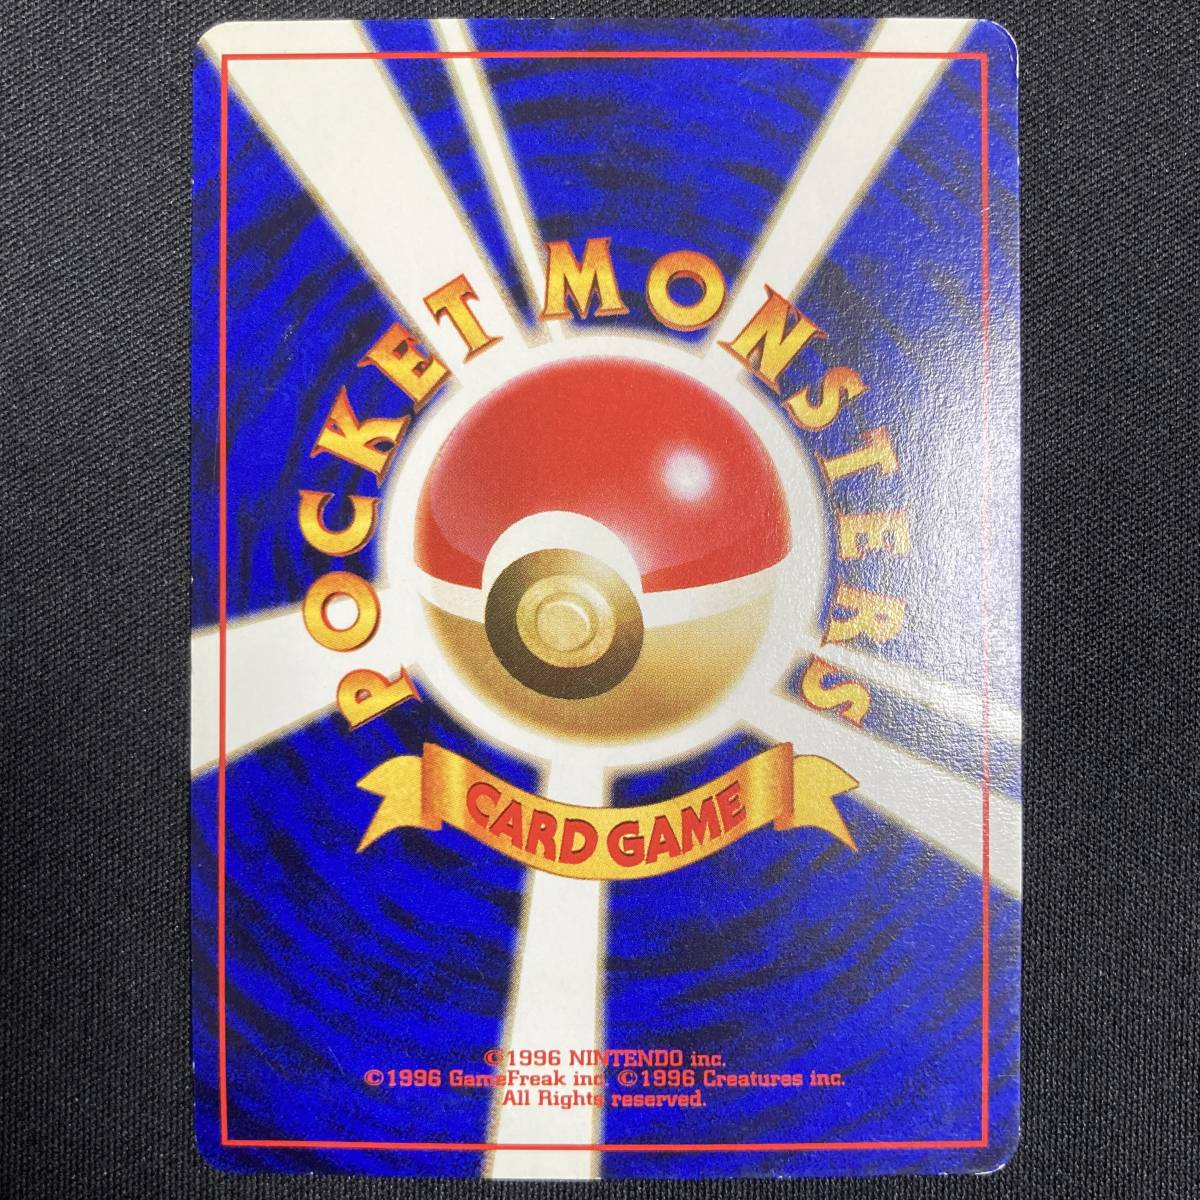 POCKET MONSTERS
CARD GAME
©1996 NINTENDO inc.
©1996 GameFreak inc. ©1996 Creatures inc.
All Rights reserved.